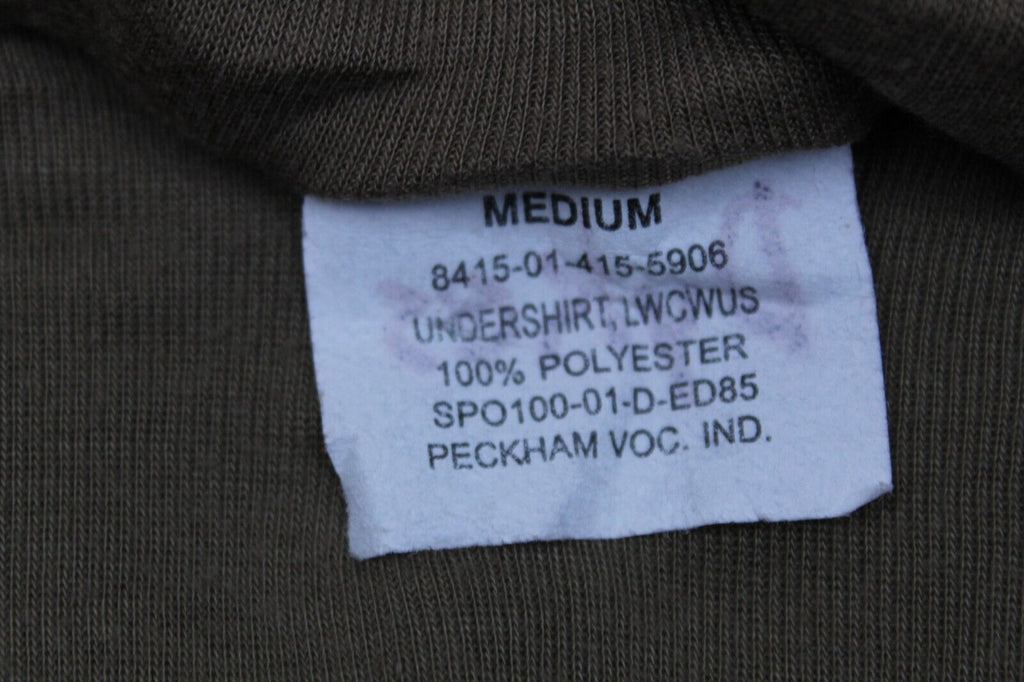 MEDIUM
8415-01-415-5906
UNDERSHIRT, LWCWUS
100% POLYESTER
SPO100-01-D-ED85
PECKHAM VOC. IND.